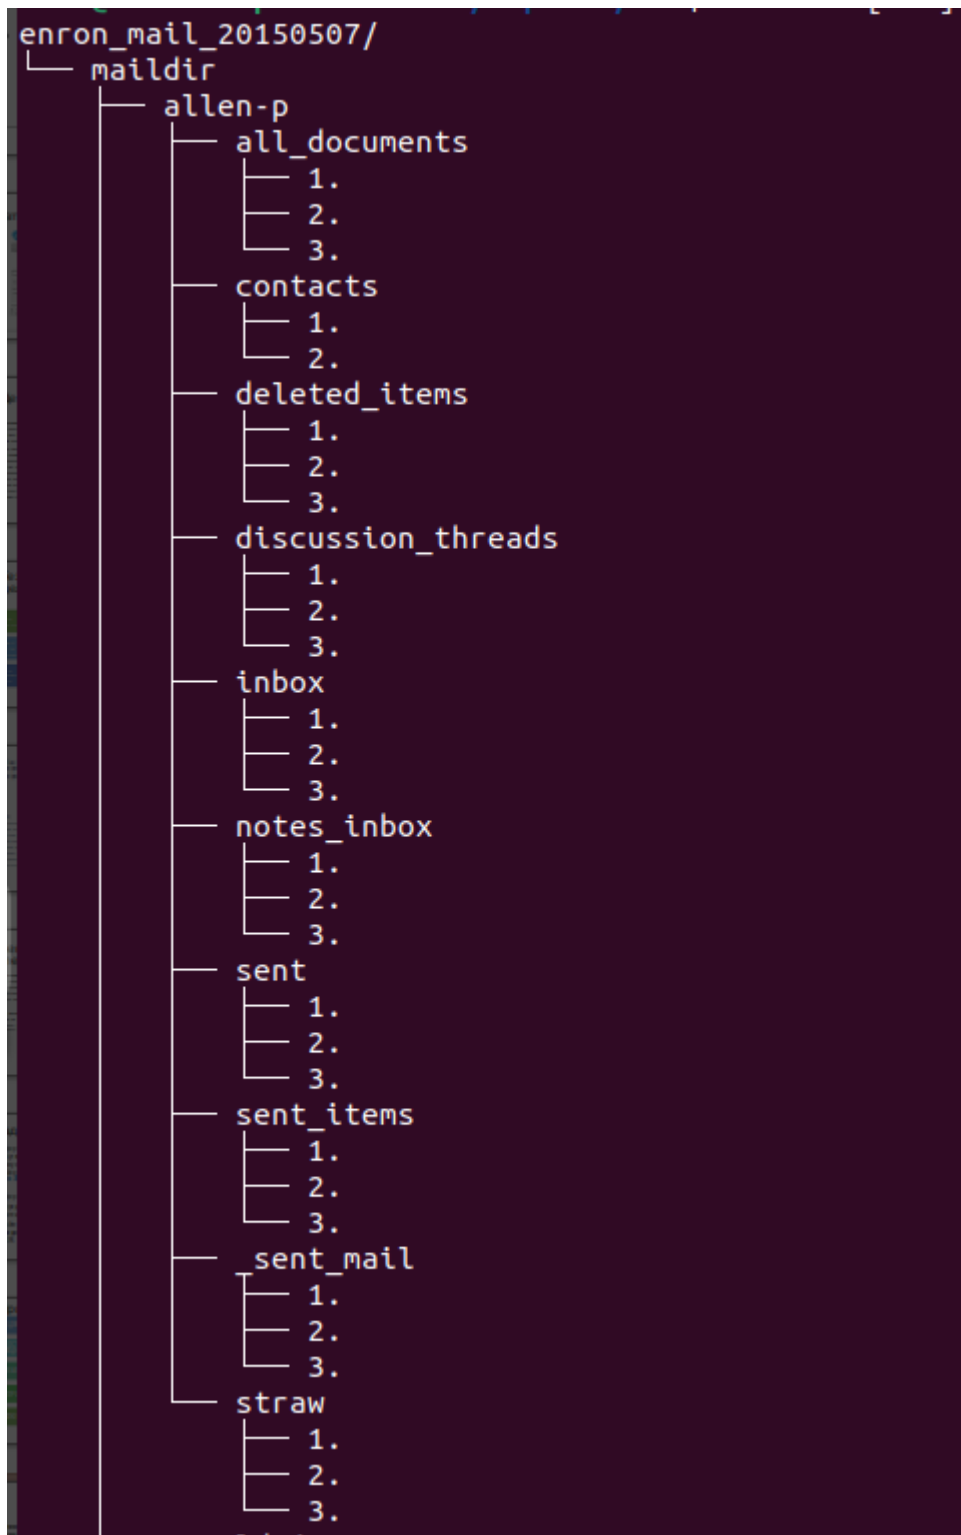 enron_mail_20150507/
└── maildir
    ├── allen-p
    │   ├── all_documents
    │   │   ├── 1.
    │   │   ├── 2.
    │   │   └── 3.
    │   ├── contacts
    │   │   ├── 1.
    │   │   └── 2.
    │   ├── deleted_items
    │   │   ├── 1.
    │   │   ├── 2.
    │   │   └── 3.
    │   ├── discussion_threads
    │   │   ├── 1.
    │   │   ├── 2.
    │   │   └── 3.
    │   ├── inbox
    │   │   ├── 1.
    │   │   ├── 2.
    │   │   └── 3.
    │   ├── notes_inbox
    │   │   ├── 1.
    │   │   ├── 2.
    │   │   └── 3.
    │   ├── sent
    │   │   ├── 1.
    │   │   ├── 2.
    │   │   └── 3.
    │   ├── sent_items
    │   │   ├── 1.
    │   │   ├── 2.
    │   │   └── 3.
    │   ├── _sent_mail
    │   │   ├── 1.
    │   │   ├── 2.
    │   │   └── 3.
    │   └── straw
    │       ├── 1.
    │       ├── 2.
    │       └── 3.